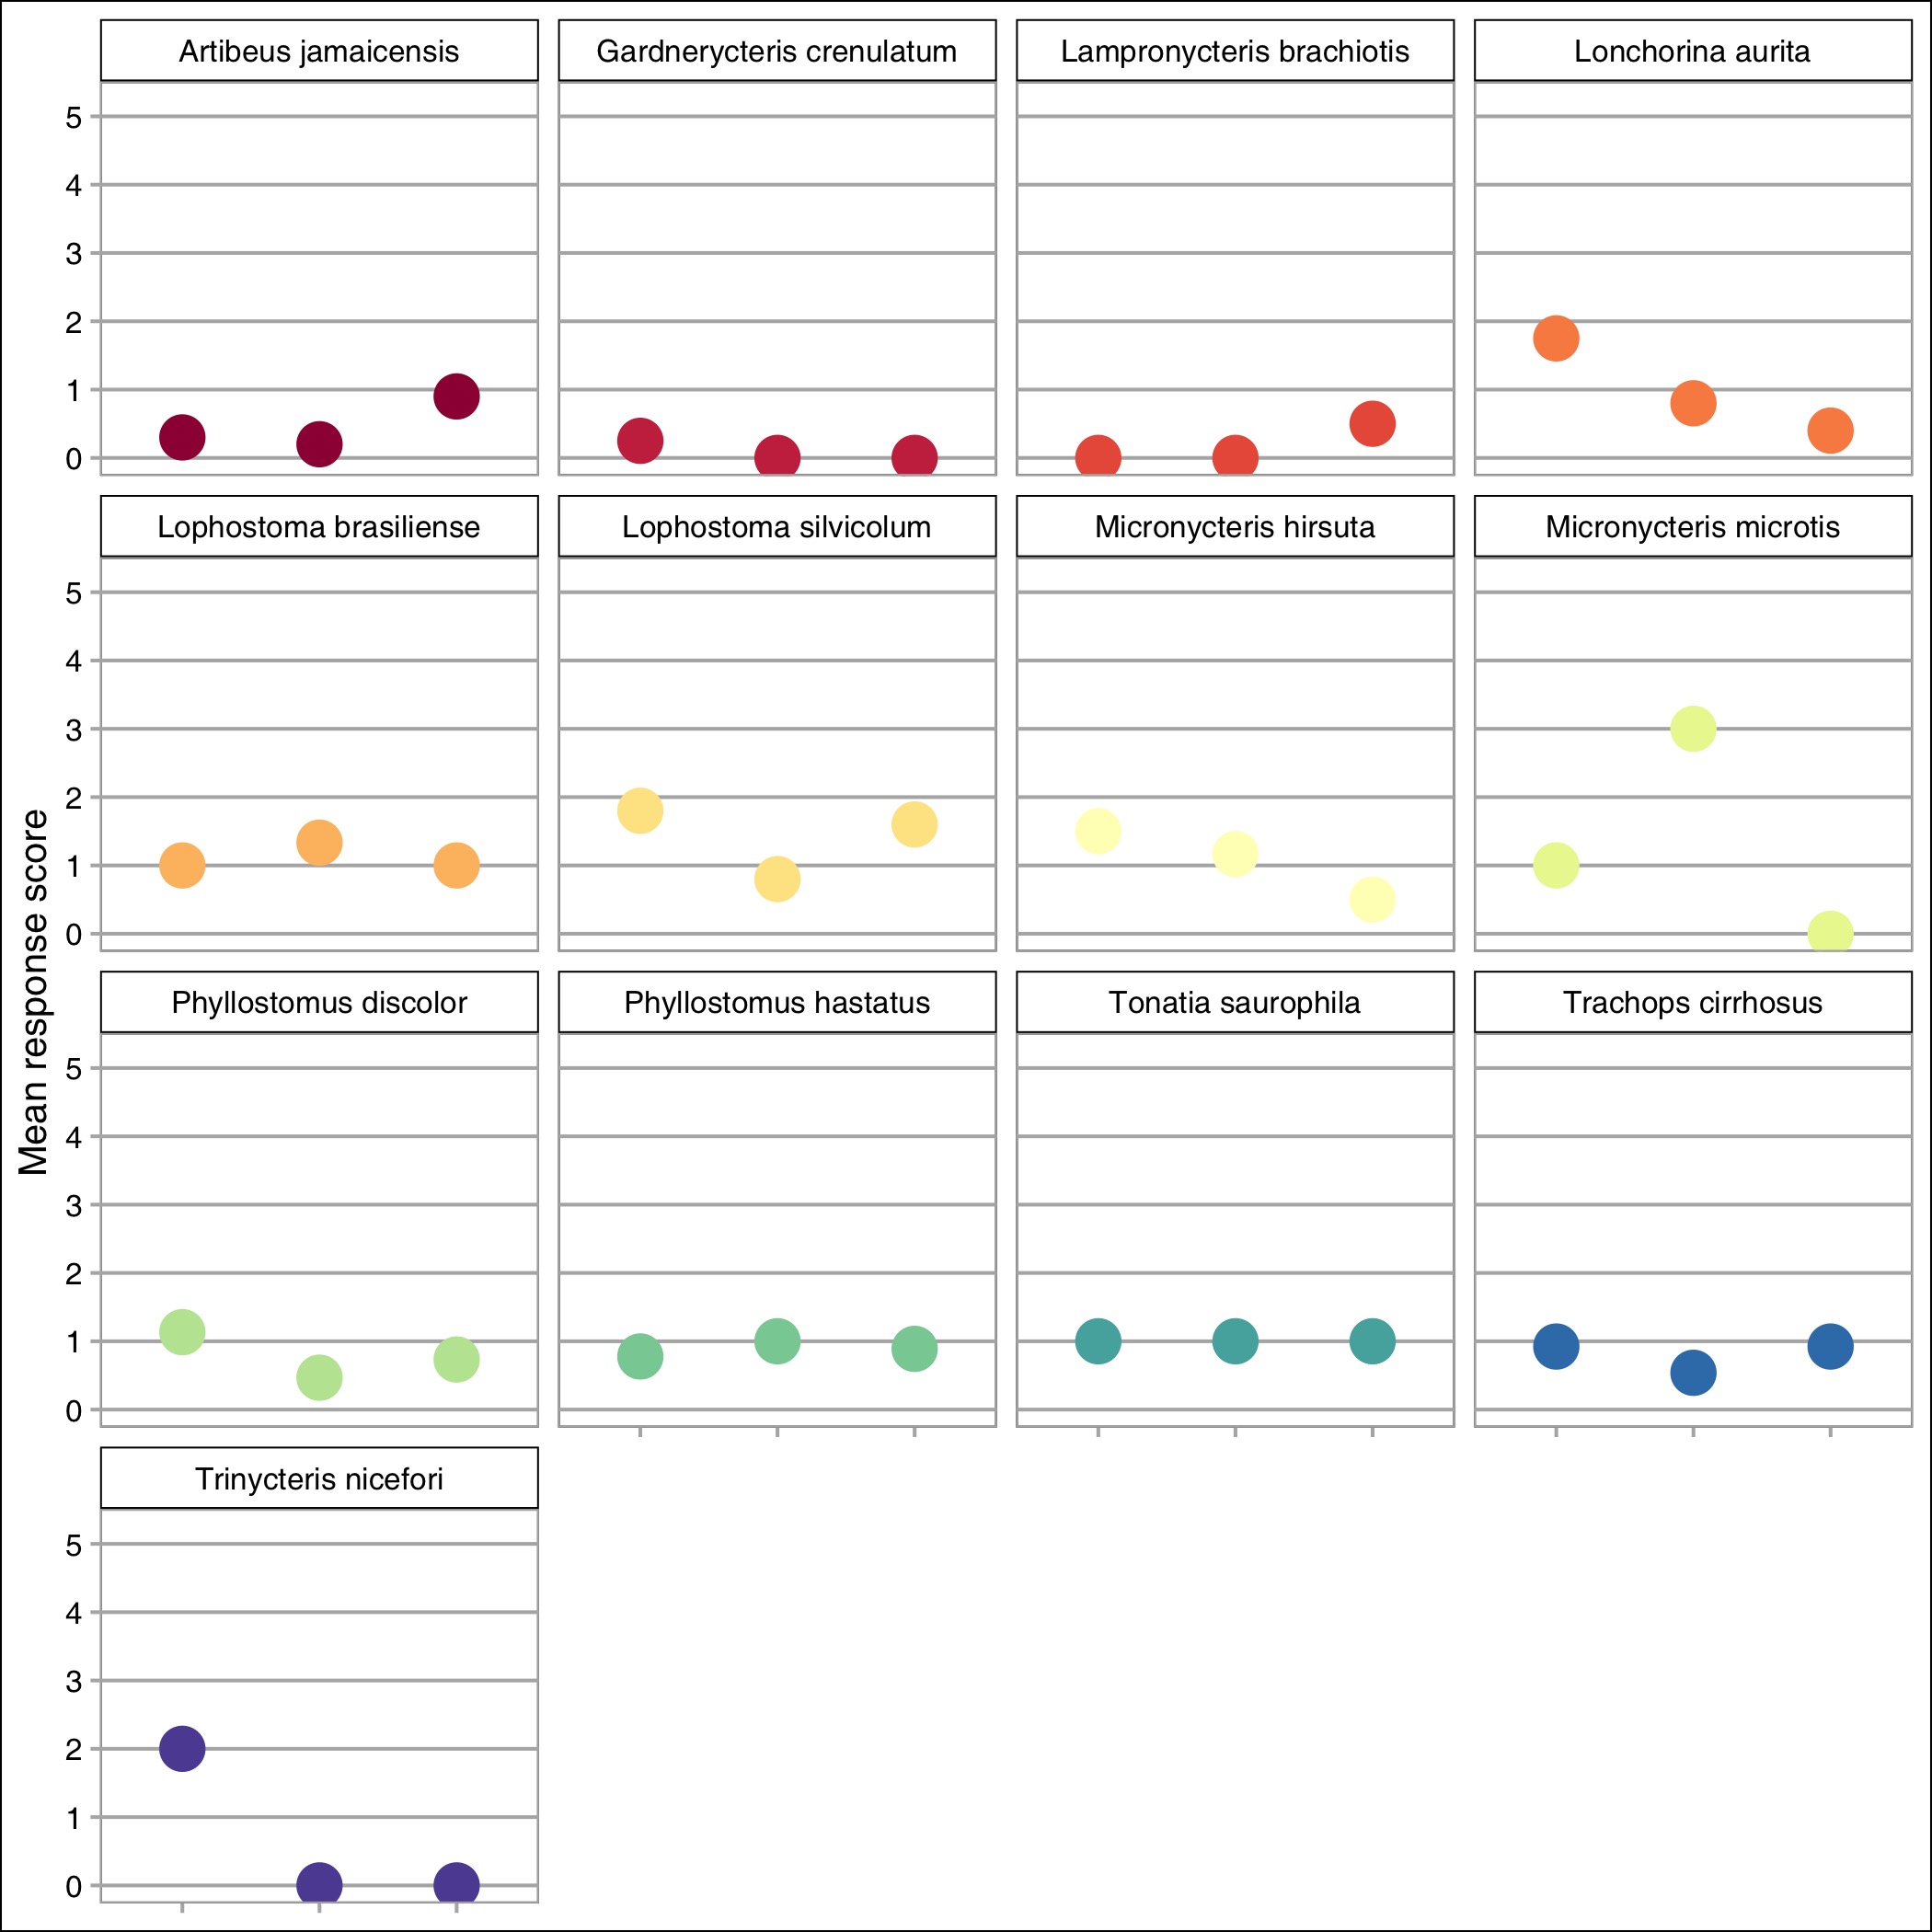 Artibeus jamaicensis
Gardnerycteris crenulatum
Lampronycteris brachiotis
Lonchorina aurita
5
4
3
2
1
0
Lophostoma brasiliense
Lophostoma silvicolum
Micronycteris hirsuta
Micronycteris microtis
5
4
3
2
1
0
Mean response score
Phyllostomus discolor
Phyllostomus hastatus
Tonatia saurophila
Trachops cirrhosus
5
4
3
2
1
0
Trinycteris nicefori
5
4
3
2
1
0